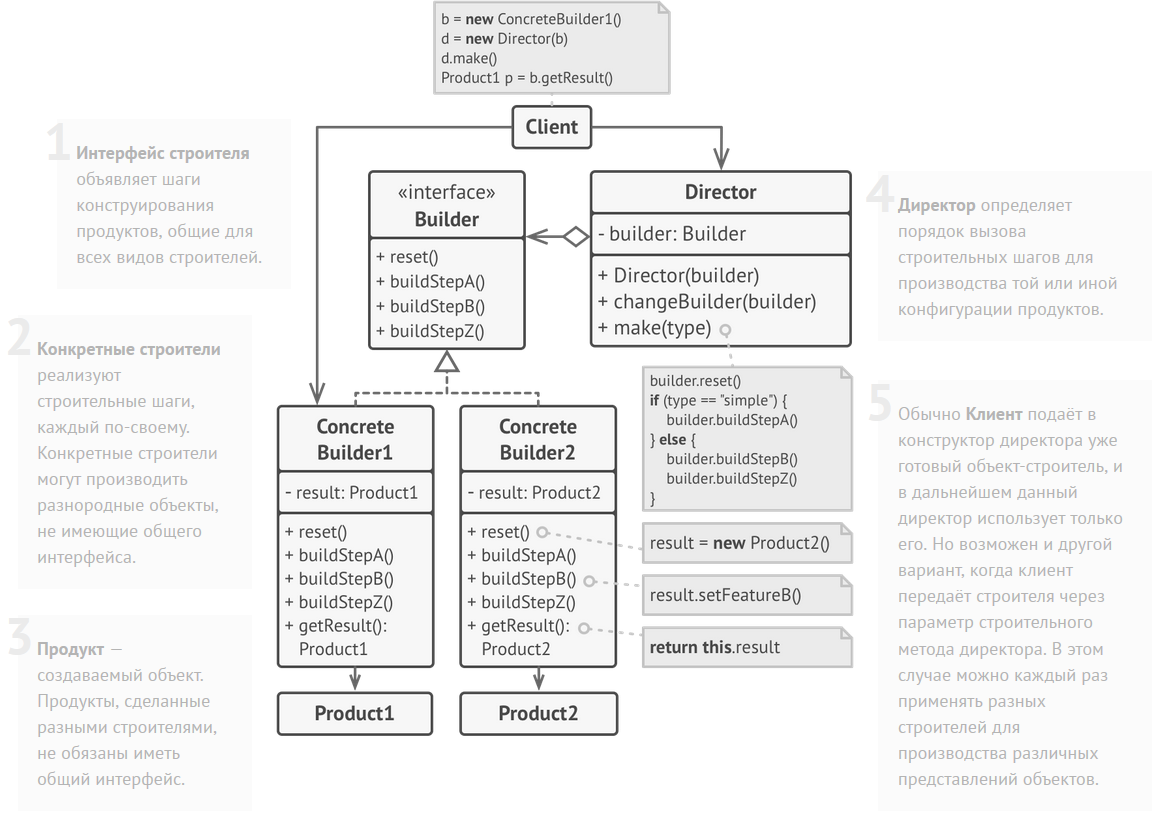 b = new ConcreteBuilder1()
d = new Director(b)
d.make()
Product1 p = b.getResult()
Client
1
Интерфейс строителя
объявляет шаги
конструирования
продуктов, общие для
всех видов строителей.
«interface»
Builder
+ reset()
+ buildStepA()
+ buildStepB()
+ buildStepZ()
Director
- builder: Builder
+ Director(builder)
+ changeBuilder(builder)
+ make(type)
4
Директор определяет
порядок вызова
строительных шагов для
производства той или иной
конфигурации продуктов.
2
Конкретные строители
реализуют
строительные шаги,
каждый по-своему.
Конкретные строители
могут производить
разнородные объекты,
не имеющие общего
интерфейса.
builder.reset()
if (type == "simple") {
builder.buildStepA()
} else {
builder.buildStepB()
builder.buildStepZ()
}
Concrete
Builder1
- result: Product1
+ reset()
+ buildStepA()
+ buildStepB()
+ buildStepZ()
+ getResult():
Product1
Concrete
Builder2
- result: Product2
+ reset()
+ buildStepA()
+ buildStepB()
+ buildStepZ()
+ getResult():
Product2
result = new Product2()
result.setFeatureB()
return this.result
5
Обычно Клиент подаёт в
конструктор директора уже
готовый объект-строитель, и
в дальнейшем данный
директор использует только
его. Но возможен и другой
вариант, когда клиент
передаёт строителя через
параметр строительного
метода директора. В этом
случае можно каждый раз
применять разных
строителей для
производства различных
представлений объектов.
3
Продукт —
создаваемый объект.
Продукты, сделанные
разными строителями,
не обязаны иметь
общий интерфейс.
Product1
Product2